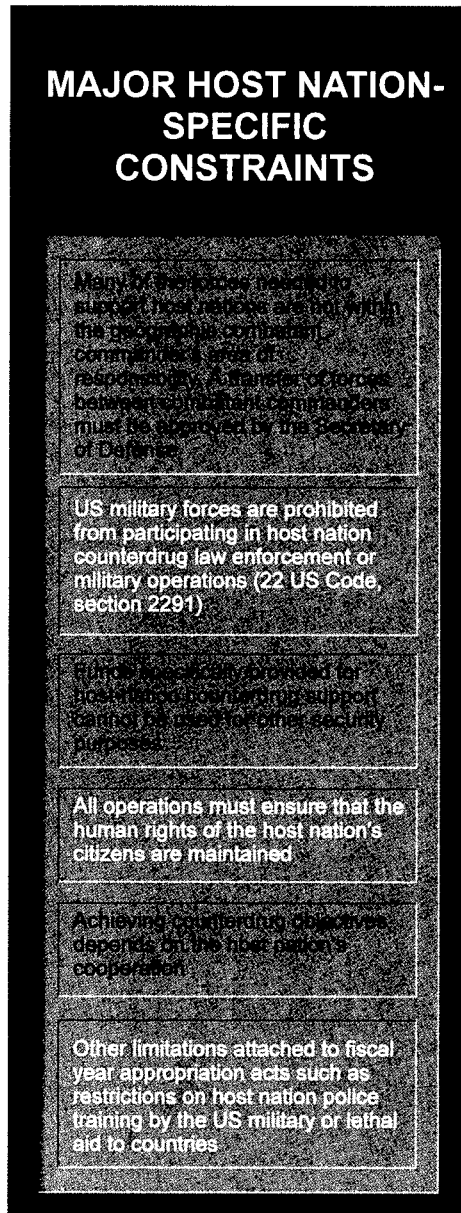 MAJOR HOST NATION-
SPECIFIC
CONSTRAINTS
Many of the forces needed to
support host nations are not within
the geographic combatant
commander's area of
responsibility. A transfer of forces
between combatant commanders
must be approved by the Secretary
of Defense
US military forces are prohibited
from participating in host nation
counterdrug law enforcement or
military operations (22 US Code,
section 2291)
Funds specifically provided for
host-nation counterdrug support
cannot be used for other security
purposes
All operations must ensure that the
human rights of the host nation's
citizens are maintained
Achieving counterdrug objectives
depends on the host nation's
cooperation
Other limitations attached to fiscal
year appropriation acts such as
restrictions on host nation police
training by the US military or lethal
aid to countries